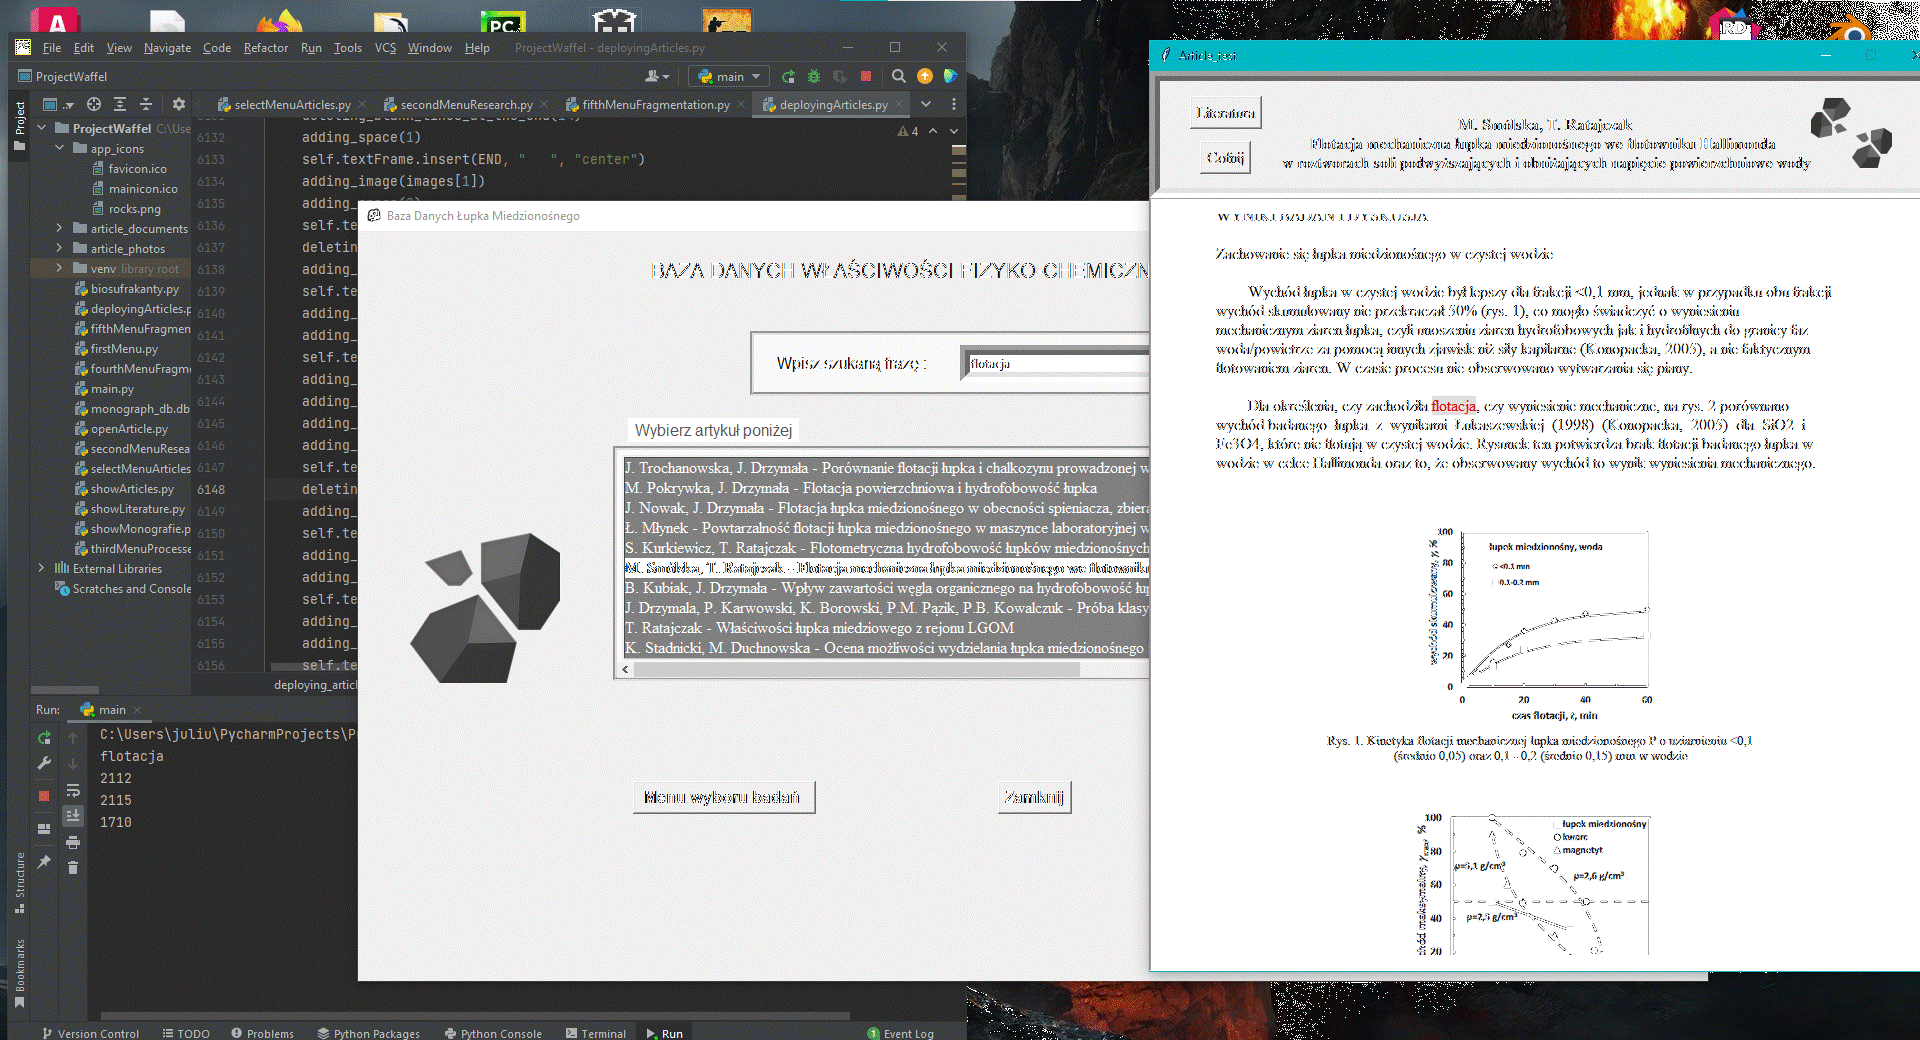 File Edit View Navigate Code Refactor Run Tools VCS Window Help ProjectWaffel - deployingArticles.py
ProjectWaffel
main
selectMenuArticles.py secondMenuResearch.py fifthMenuFragmentation.py deployingArticles.py
Project
ProjectWaffel C:\Use
app_icons
favicon.ico
mainicon.ico
rocks.png
article_documents
article_photos
venv library root
biosufrakanty.py
deployingArticles.p
fifthMenuFragmen
firstMenu.py
fourthMenuFragme
main.py
monograph_db.db
openArticle.py
secondMenuResea
selectMenuArticles
showArticles.py
showLiterature.py
showMonografie.p
thirdMenuProcesse
External Libraries
Scratches and Console
4
6132 adding_space(1)
6133 self.textFrame.insert(END, "   ", "center")
6134 adding_image(images[1])
6135
6136 self.te
6137 deletin
6138 adding_
6139 self.te
6140 adding_
6141 adding_
6142 self.te
6143 adding_
6144 adding_
6145 adding_
6146 adding_
6147 self.te
6148 deletin
6149 adding_
6150 self.te
6151 adding_
6152 adding_
6153 self.te
6154 adding_
6155 adding_
6156 self.te
deploying_articl
Run: main
C:\Users\juliu\PycharmProjects\P
flotacja
2112
2115
1710
Structure
Bookmarks
Version Control TODO Problems Python Packages Python Console Terminal Run Event Log
Baza Danych Łupka Miedzionośnego
BAZA DANYCH WŁAŚCIWOŚCI FIZYKO CHEMICZN
Wpisz szukaną frazę : flotacja
Wybierz artykuł poniżej
J. Trochanowska, J. Drzymała - Porównanie flotacji łupka i chalkozynu prowadzonej w
M. Pokrywka, J. Drzymała - Flotacja powierzchniowa i hydrofobowość łupka
J. Nowak, J. Drzymała - Flotacja łupka miedzionośnego w obecności spieniacza, zbiera
Ł. Młynek - Powtarzalność flotacji łupka miedzionośnego w maszynce laboratoryjnej w
S. Kurkiewicz, T. Ratajczak - Flotometryczna hydrofobowość łupków miedzionośnych
M. Smólska, T. Ratajczak - Flotacja mechaniczna łupka miedzionośnego we flotowniku
B. Kubiak, J. Drzymała - Wpływ zawartości węgla organicznego na hydrofobowość łup
J. Drzymala, P. Karwowski, K. Borowski, P.M. Pązik, P.B. Kowalczuk - Próba klasy
T. Ratajczak - Właściwości łupka miedziowego z rejonu LGOM
K. Stadnicki, M. Duchnowska - Ocena możliwości wydzielania łupka miedzionośnego
Menu wyboru badań
Zamknij
PC
RD
Article_text
Literatura
Cofnij
M. Smólska, T. Ratajczak
Flotacja mechaniczna łupka miedzionośnego we flotowniku Hallimonda
w roztworach soli podwyższających i obniżających napięcie powierzchniowe wody
WYNIKI BADAŃ I DYSKUSJA
Zachowanie się łupka miedzionośnego w czystej wodzie
Wychód łupka w czystej wodzie był lepszy dla frakcji <0,1 mm, jednak w przypadku obu frakcji
wychód skumulowany nie przekraczał 50% (rys. 1), co mogło świadczyć o wyniesieniu
mechanicznym ziaren łupka, czyli unoszeniu ziaren hydrofobowych jak i hydrofilnych do granicy faz
woda/powietrze za pomocą innych zjawisk niż siły kapilarne (Konopacka, 2005), a nie faktycznym
flotowaniem ziaren. W czasie procesu nie obserwowano wytwarzania się piany.
Dla określenia, czy zachodziła flotacja, czy wyniesienie mechaniczne, na rys. 2 porównano
wychód badanego łupka z wynikami Łukaszewskiej (1998) (Konopacka, 2005) dla SiO2 i
Fe3O4, które nie flotują w czystej wodzie. Rysunek ten potwierdza brak flotacji badanego łupka w
wodzie w celce Hallimonda oraz to, że obserwowany wychód to wynik wyniesienia mechanicznego.
wychód skumulowany, γ, %
100
80
60
40
20
0
łupek miedzionośny, woda
<0.1 mm
0.1-0.2 mm
0 20 40 60
czas flotacji, t, min
Rys. 1. Kinetyka flotacji mechanicznej łupka miedzionośnego P o uziarnieniu <0,1
(średnio 0,05) oraz 0,1 - 0,2 (średnio 0,15) mm w wodzie
100
80
60
40
20
łupek miedzionośny
kwarc
magnetyt
ρ=5,1 g/cm³
ρ=2,6 g/cm³
ρ=2,5 g/cm³